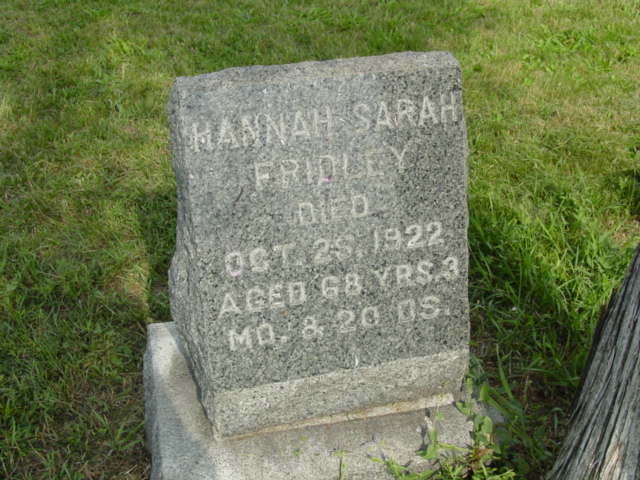 HANNAH SARAH
FRIDLEY
DIED
OCT. 25, 1922
AGED 68 YRS. 3
MO. & 20 DS.